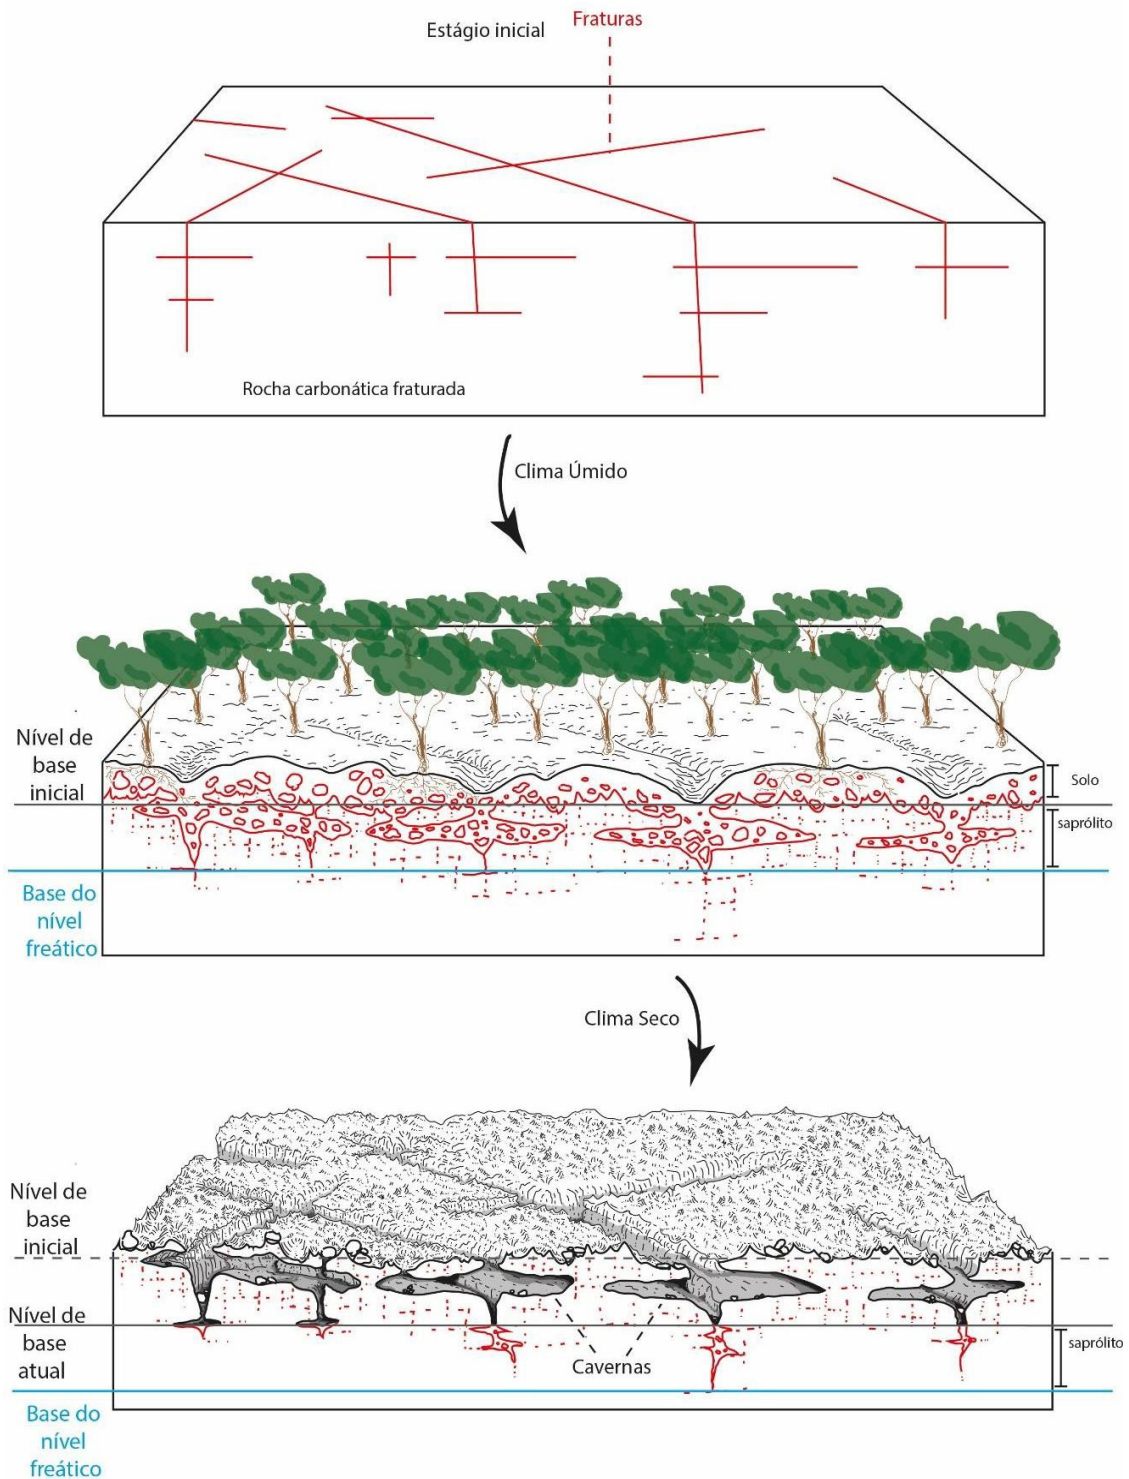 Estágio inicial
Fraturas
Rocha carbonática fraturada
Clima Úmido
Nível de
base
inicial
Solo
saprólito
Base do
nível
freático
Clima Seco
Nível de
base
inicial
Nível de
base
atual
saprólito
Cavernas
Base do
nível
freático